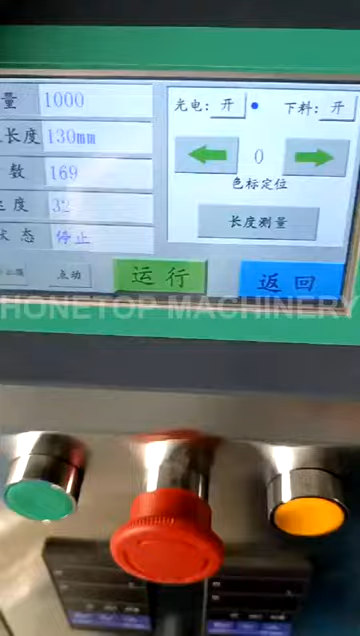 量 1000
长度 130mm
数 169
度 32
状态 停止
光电: 开 下料: 开
0
色标定位
长度测量
点动 运行 返回
HONETOP MACHINERY